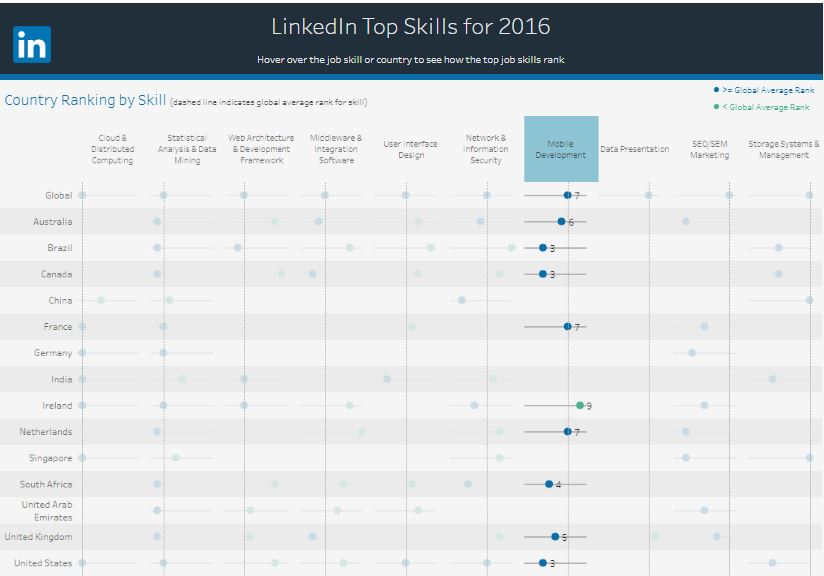 in
LinkedIn Top Skills for 2016
Hover over the job skill or country to see how the top job skills rank
Country Ranking by Skill (dashed line indicates global average rank for skill)
>= Global Average Rank
< Global Average Rank
Cloud &
Distributed
Computing
Statistical
Analysis & Data
Mining
Web Architecture
& Development
Framework
Middleware &
Integration
Software
User Interface
Design
Network &
Information
Security
Mobile
Development
Data Presentation
SEO/SEM
Marketing
Storage Systems &
Management
Global 7
Australia 6
Brazil 3
Canada 3
China
France 7
Germany
India
Ireland 9
Netherlands 7
Singapore
South Africa 4
United Arab
Emirates
United Kingdom 5
United States 3